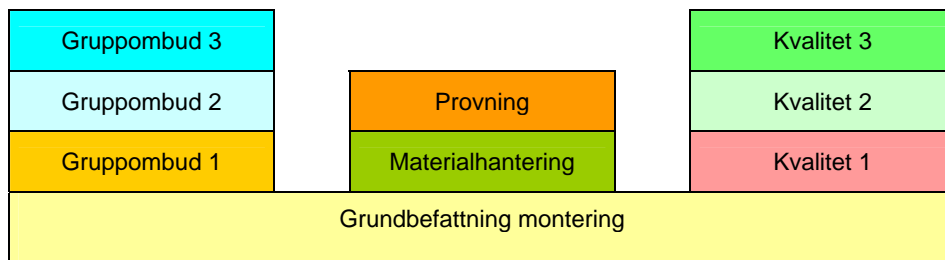 Gruppombud 3
Kvalitet 3
Gruppombud 2
Provning
Kvalitet 2
Gruppombud 1
Materialhantering
Kvalitet 1
Grundbefattning montering